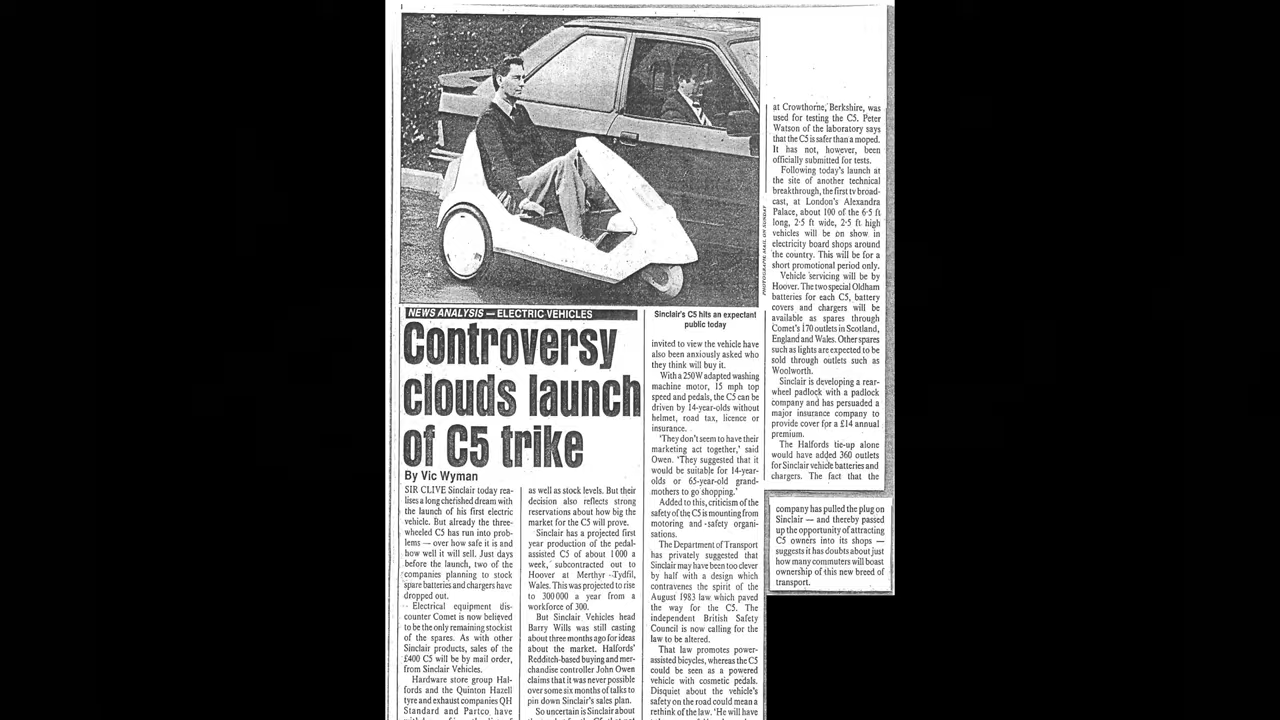 PHOTOGRAPH: MAIL ON SUNDAY
NEWS ANALYSIS — ELECTRIC VEHICLES
Controversy
clouds launch
of C5 trike
By Vic Wyman
SIR CLIVE Sinclair today rea-
lises a long cherished dream with
the launch of his first electric
vehicle. But already the three-
wheeled C5 has run into prob-
lems — over how safe it is and
how well it will sell. Just days
before the launch, two of the
companies planning to stock
spare batteries and chargers have
dropped out.
Electrical equipment dis-
counter Comet is now believed
to be the only remaining stockist
of the spares. As with other
Sinclair products, sales of the
£400 C5 will be by mail order,
from Sinclair Vehicles.
Hardware store group Hal-
fords and the Quinton Hazell
tyre and exhaust companies QH
Standard and Partco have
as well as stock levels. But their
decision also reflects strong
reservations about how big the
market for the C5 will prove.
Sinclair has a projected first
year production of the pedal-
assisted C5 of about 1000 a
week, subcontracted out to
Hoover at Merthyr Tydfil,
Wales. This was projected to rise
to 300 000 a year from a
workforce of 300.
But Sinclair Vehicles head
Barry Wills was still casting
about three months ago for ideas
about the market. Halfords'
Redditch-based buying and mer-
chandise controller John Owen
claims that it was never possible
over some six months of talks to
pin down Sinclair's sales plan.
So uncertain is Sinclair about
Sinclair's C5 hits an expectant
public today
invited to view the vehicle have
also been anxiously asked who
they think will buy it.
With a 250W adapted washing
machine motor, 15 mph top
speed and pedals, the C5 can be
driven by 14-year-olds without
helmet, road tax, licence or
insurance.
'They don't seem to have their
marketing act together,' said
Owen. 'They suggested that it
would be suitable for 14-year-
olds or 65-year-old grand-
mothers to go shopping.'
Added to this, criticism of the
safety of the C5 is mounting from
motoring and safety organi-
sations.
The Department of Transport
has privately suggested that
Sinclair may have been too clever
by half with a design which
contravenes the spirit of the
August 1983 law which paved
the way for the C5. The
independent British Safety
Council is now calling for the
law to be altered.
That law promotes power-
assisted bicycles, whereas the C5
could be seen as a powered
vehicle with cosmetic pedals.
Disquiet about the vehicle's
safety on the road could mean a
rethink of the law. 'He will have
at Crowthorne, Berkshire, was
used for testing the C5. Peter
Watson of the laboratory says
that the C5 is safer than a moped.
It has not, however, been
officially submitted for tests.
Following today's launch at
the site of another technical
breakthrough, the first tv broad-
cast, at London's Alexandra
Palace, about 100 of the 6·5 ft
long, 2·5 ft wide, 2·5 ft high
vehicles will be on show in
electricity board shops around
the country. This will be for a
short promotional period only.
Vehicle servicing will be by
Hoover. The two special Oldham
batteries for each C5, battery
covers and chargers will be
available as spares through
Comet's 170 outlets in Scotland,
England and Wales. Other spares
such as lights are expected to be
sold through outlets such as
Woolworth.
Sinclair is developing a rear-
wheel padlock with a padlock
company and has persuaded a
major insurance company to
provide cover for a £14 annual
premium.
The Halfords tie-up alone
would have added 360 outlets
for Sinclair vehicle batteries and
chargers. The fact that the
company has pulled the plug on
Sinclair — and thereby passed
up the opportunity of attracting
C5 owners into its shops —
suggests it has doubts about just
how many commuters will boast
ownership of this new breed of
transport.